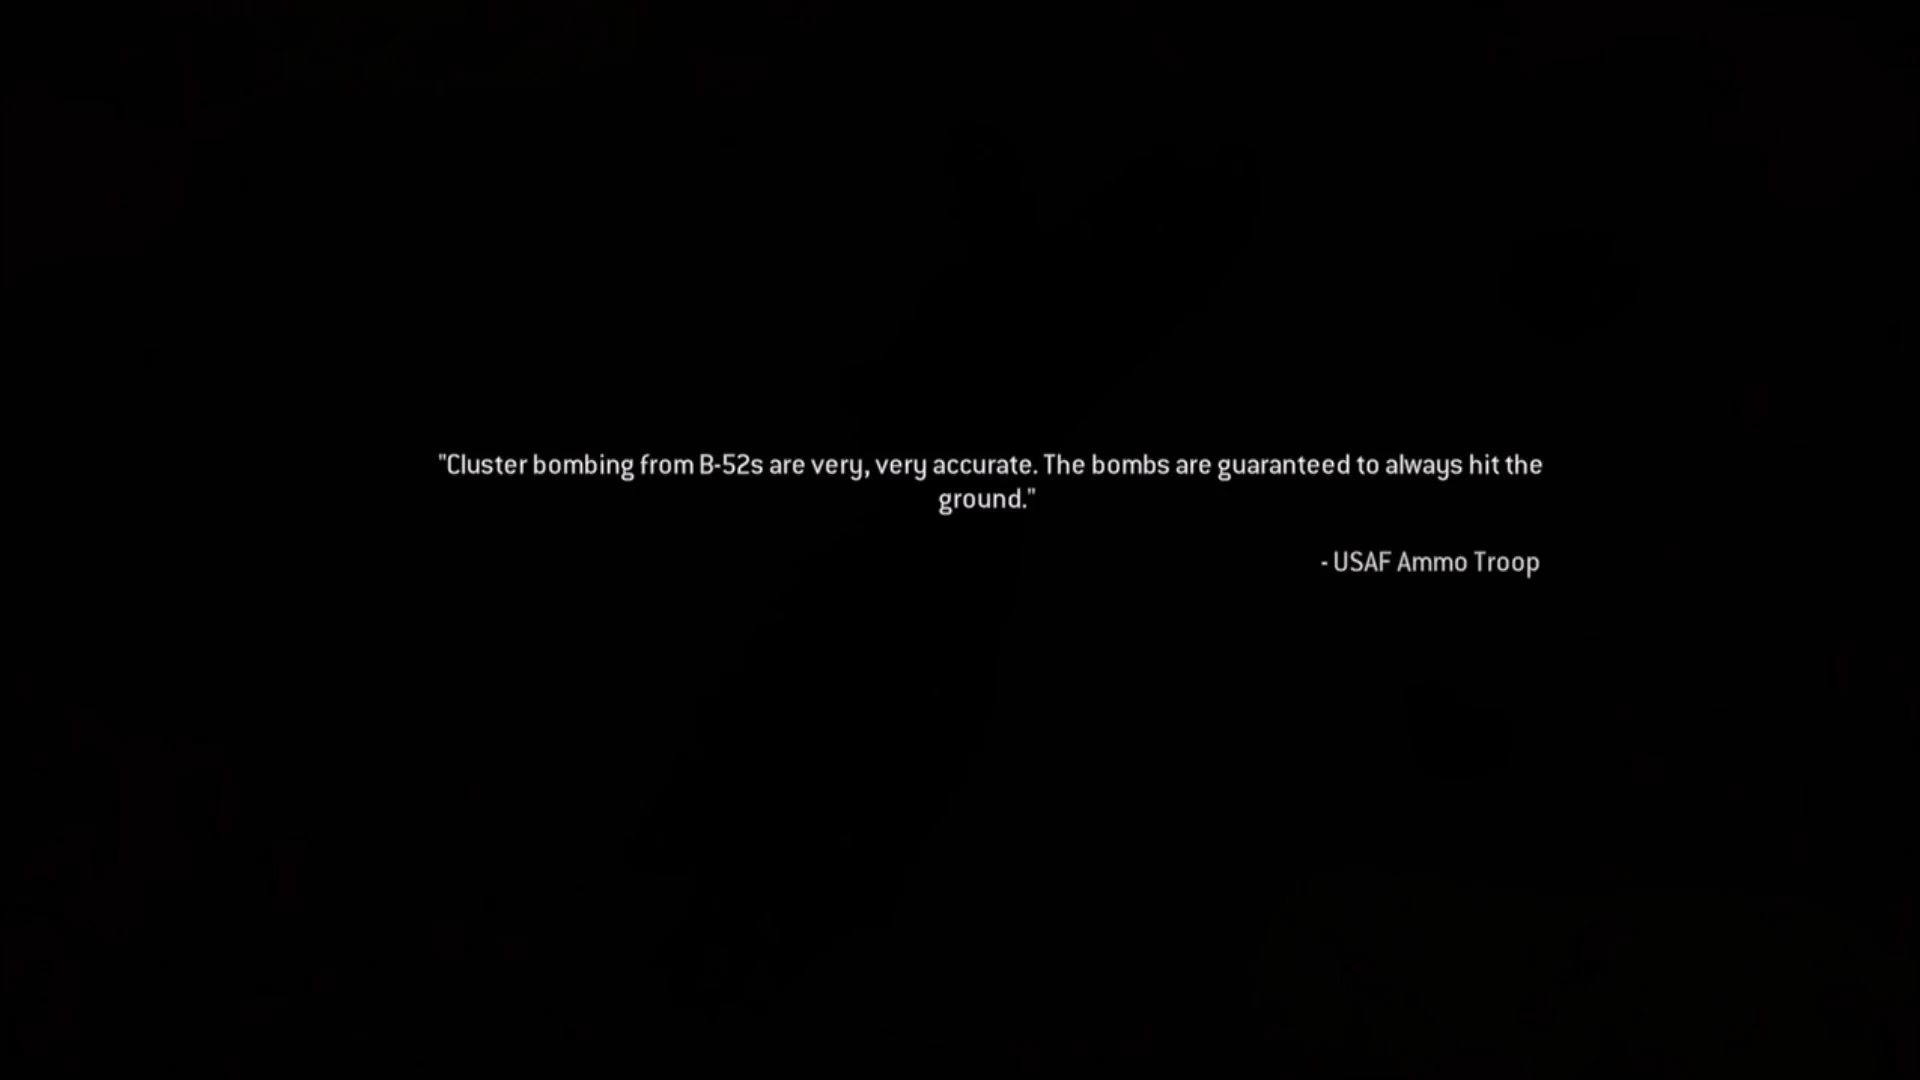 "Cluster bombing from B-52s are very, very accurate. The bombs are guaranteed to always hit the
ground."
- USAF Ammo Troop